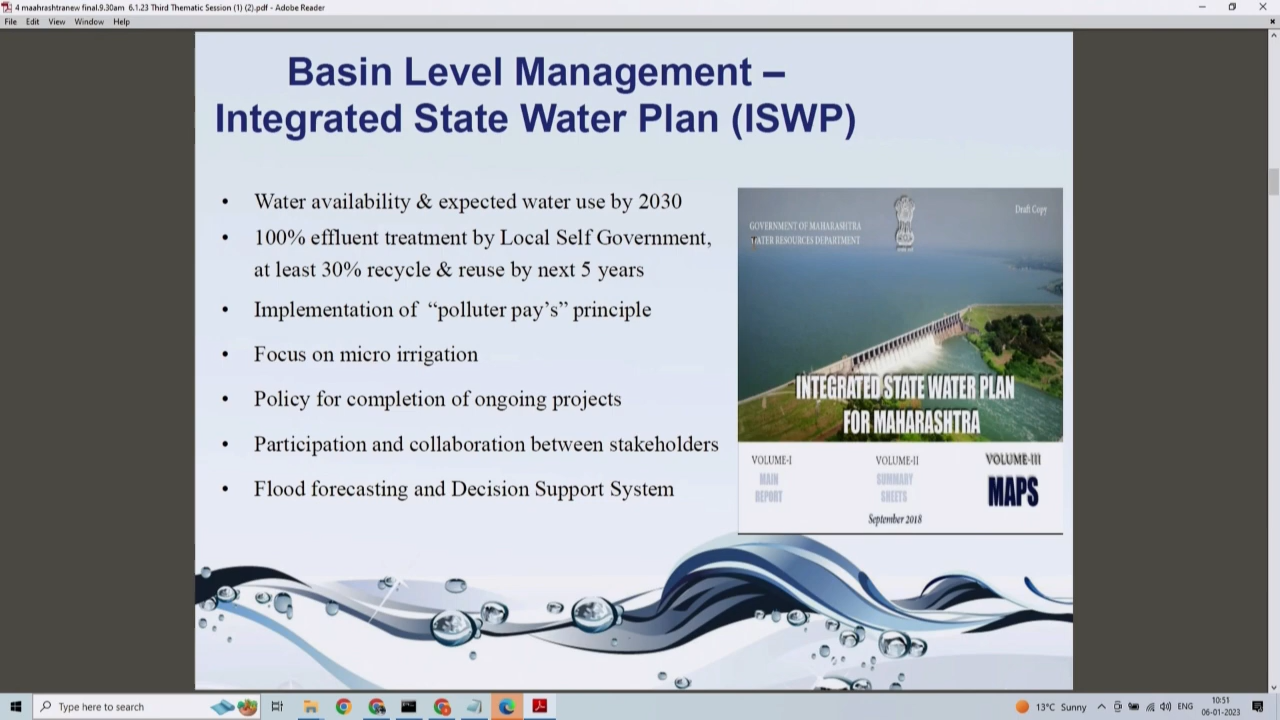 4 maahrashtranew final.9.30am 6.1.23 Third Thematic Session (1) (2).pdf - Adobe Reader
File Edit View Window Help
Basin Level Management –
Integrated State Water Plan (ISWP)
• Water availability & expected water use by 2030
• 100% effluent treatment by Local Self Government,
at least 30% recycle & reuse by next 5 years
• Implementation of “polluter pay’s” principle
• Focus on micro irrigation
• Policy for completion of ongoing projects
• Participation and collaboration between stakeholders
• Flood forecasting and Decision Support System
Draft Copy
GOVERNMENT OF MAHARASHTRA
WATER RESOURCES DEPARTMENT
INTEGRATED STATE WATER PLAN
FOR MAHARASHTRA
VOLUME-I VOLUME-II VOLUME-III
MAIN SUMMARY MAPS
REPORT SHEETS
September 2018
Type here to search
13°C Sunny ENG 10:51
06-01-2023